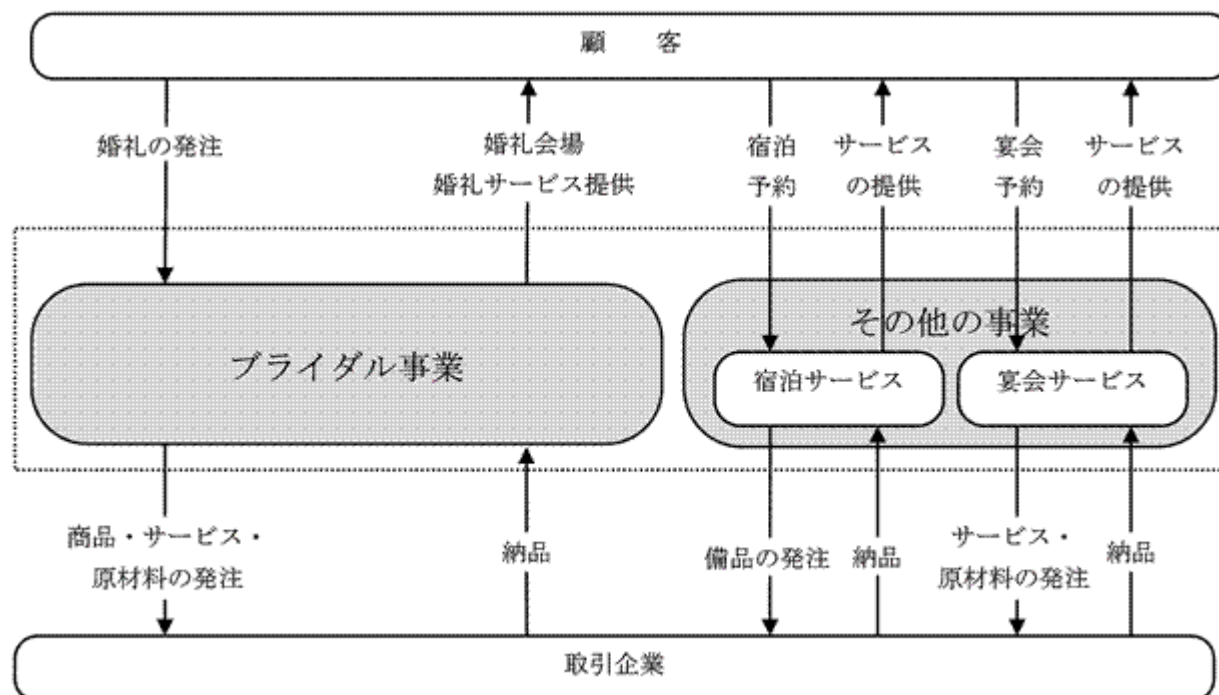 顧　客
婚礼の発注
婚礼会場
婚礼サービス提供
宿泊
予約
サービス
の提供
宴会
予約
サービス
の提供
ブライダル事業
その他の事業
宿泊サービス
宴会サービス
商品・サービス・
原材料の発注
納品
備品の発注
納品
サービス・
原材料の発注
納品
取引企業